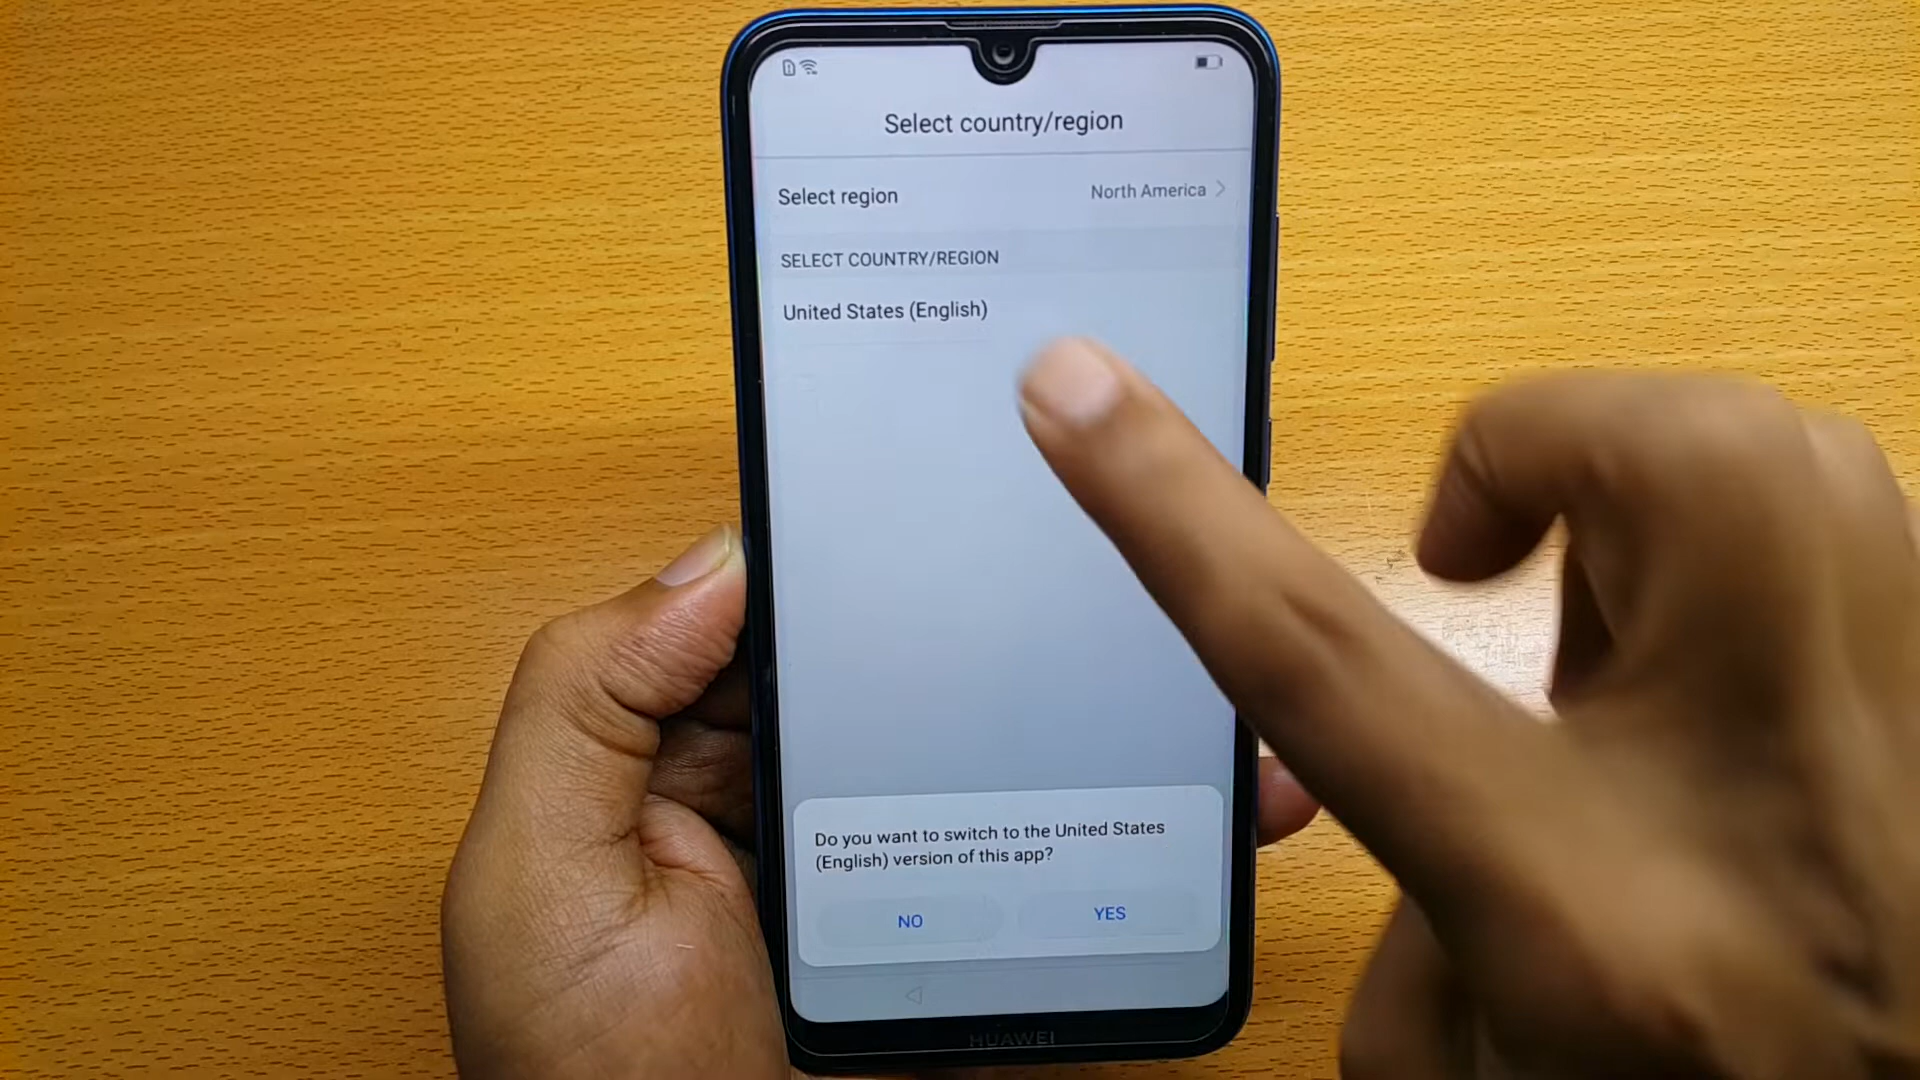 Select country/region
Select region
North America
SELECT COUNTRY/REGION
United States (English)
Do you want to switch to the United States
(English) version of this app?
NO
YES
HUAWEI